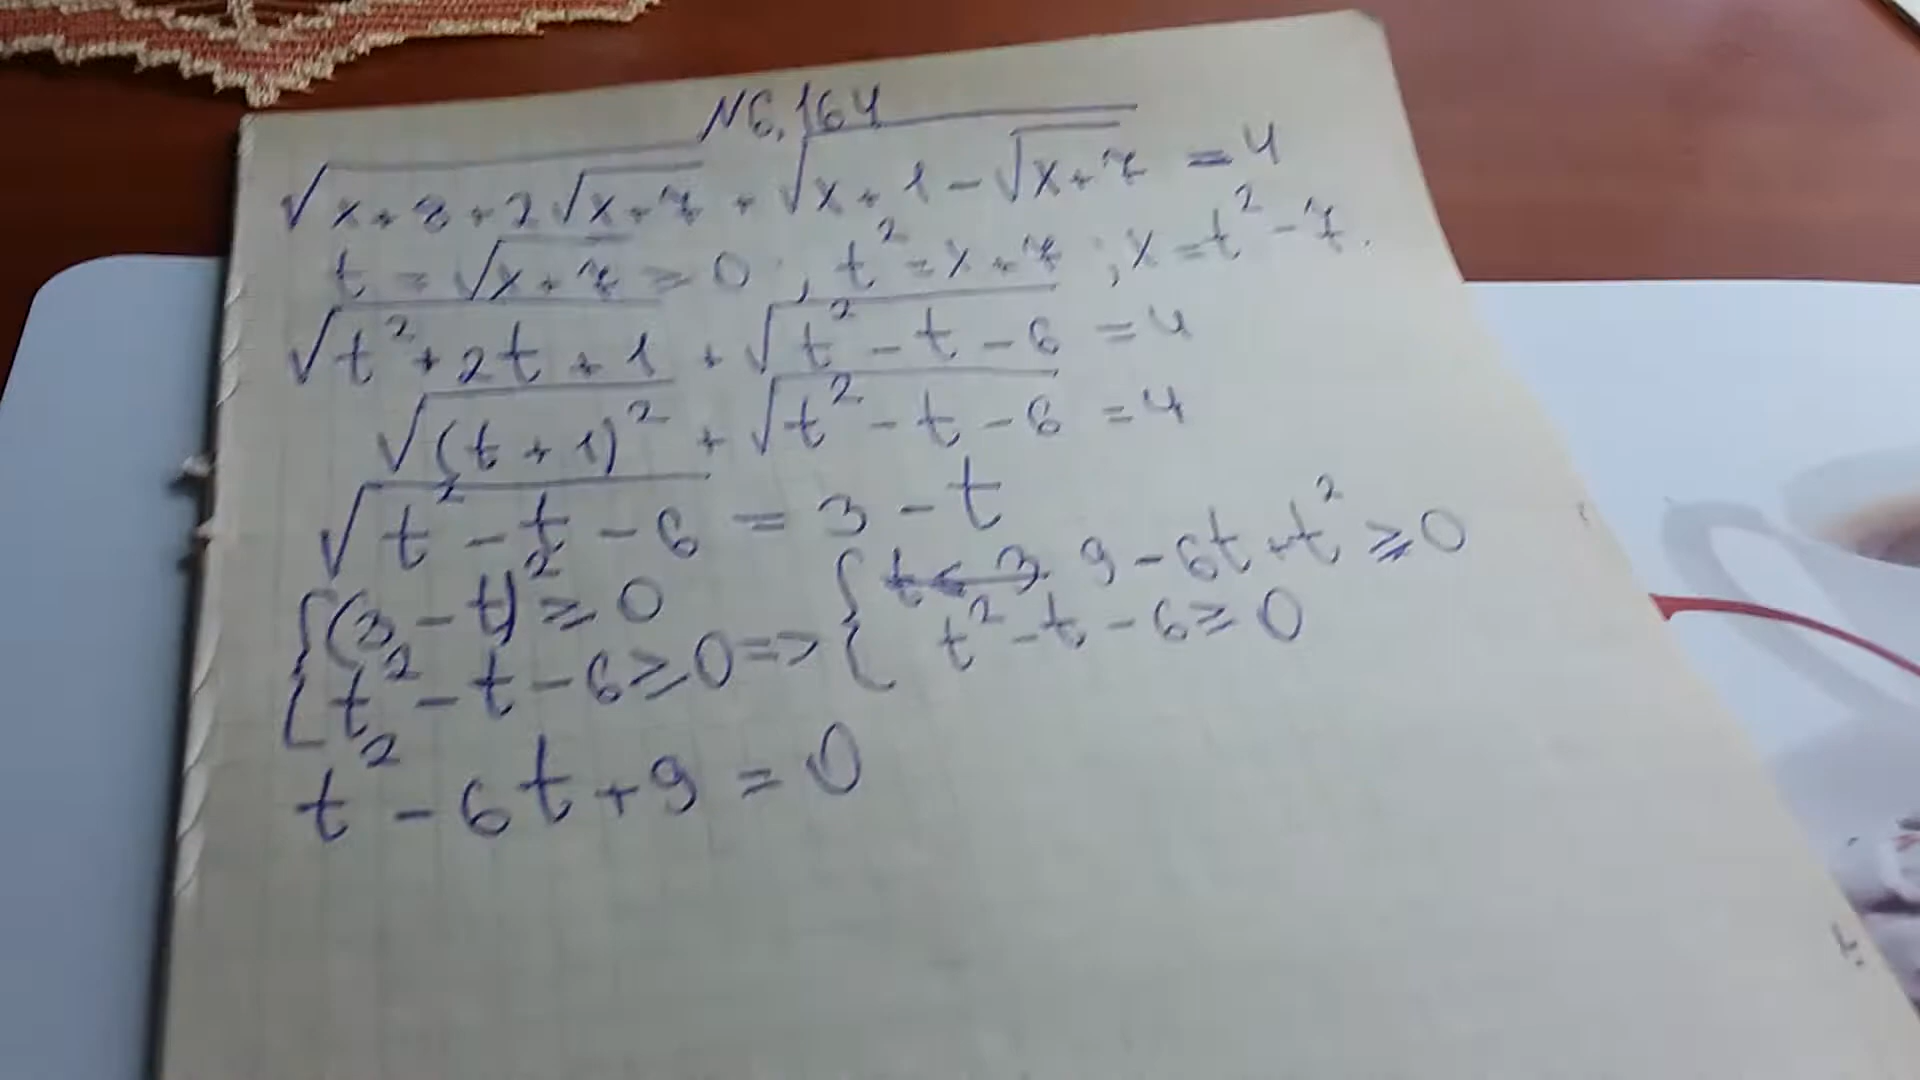 N6.164
√x+8+2√x+7 + √x+1-√x+7 = 4
t = √x+7 ≥ 0 ; t² = x+7 ; x = t² - 7.
√t²+2t+1 + √t²-t-6 = 4
√(t+1)² + √t²-t-6 = 4
√t²-t-6 = 3-t
{(3-t)² ≥ 0 {9-6t+t² ≥ 0
{t²-t-6 ≥ 0 => {t²-t-6 ≥ 0
t²-6t+9 = 0